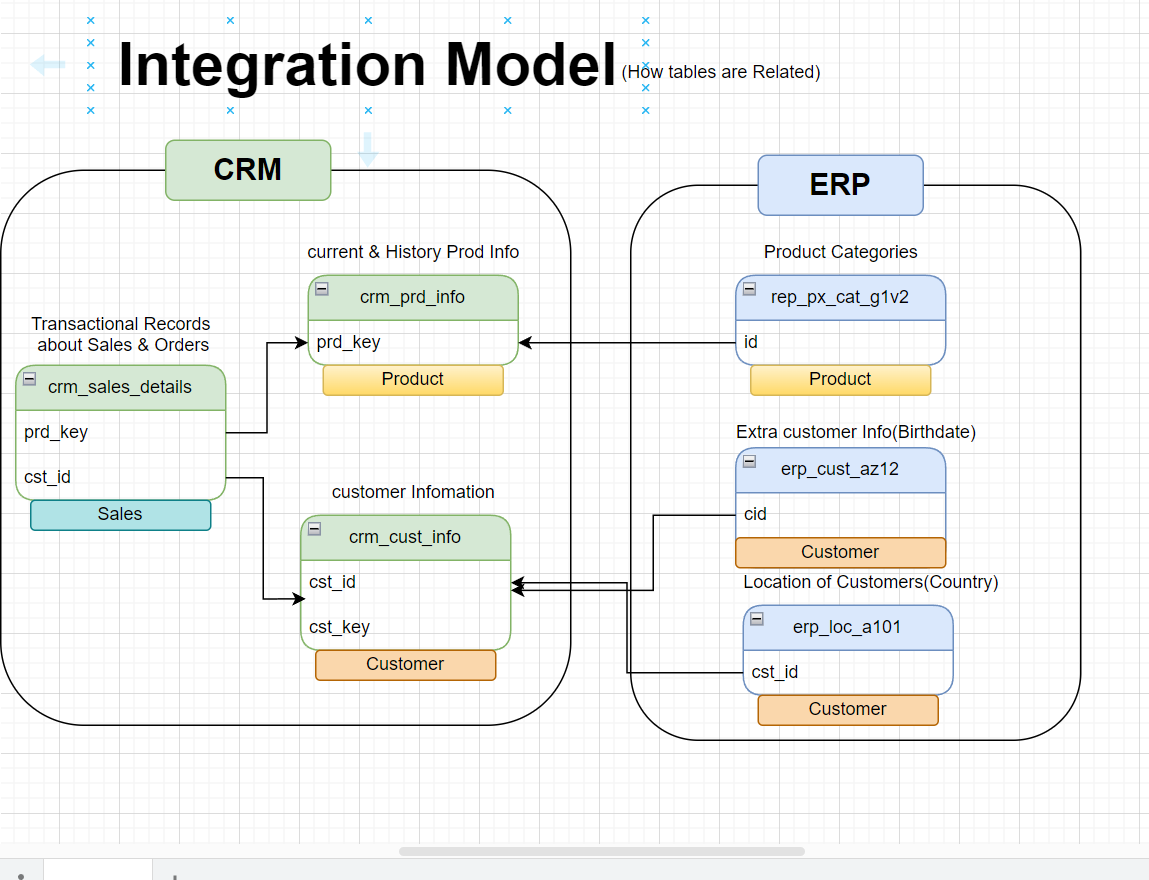 Integration Model
(How tables are Related)
CRM
current & History Prod Info
crm_prd_info
prd_key
Product
Transactional Records
about Sales & Orders
crm_sales_details
prd_key
cst_id
Sales
customer Infomation
crm_cust_info
cst_id
cst_key
Customer
ERP
Product Categories
rep_px_cat_g1v2
id
Product
Extra customer Info(Birthdate)
erp_cust_az12
cid
Customer
Location of Customers(Country)
erp_loc_a101
cst_id
Customer